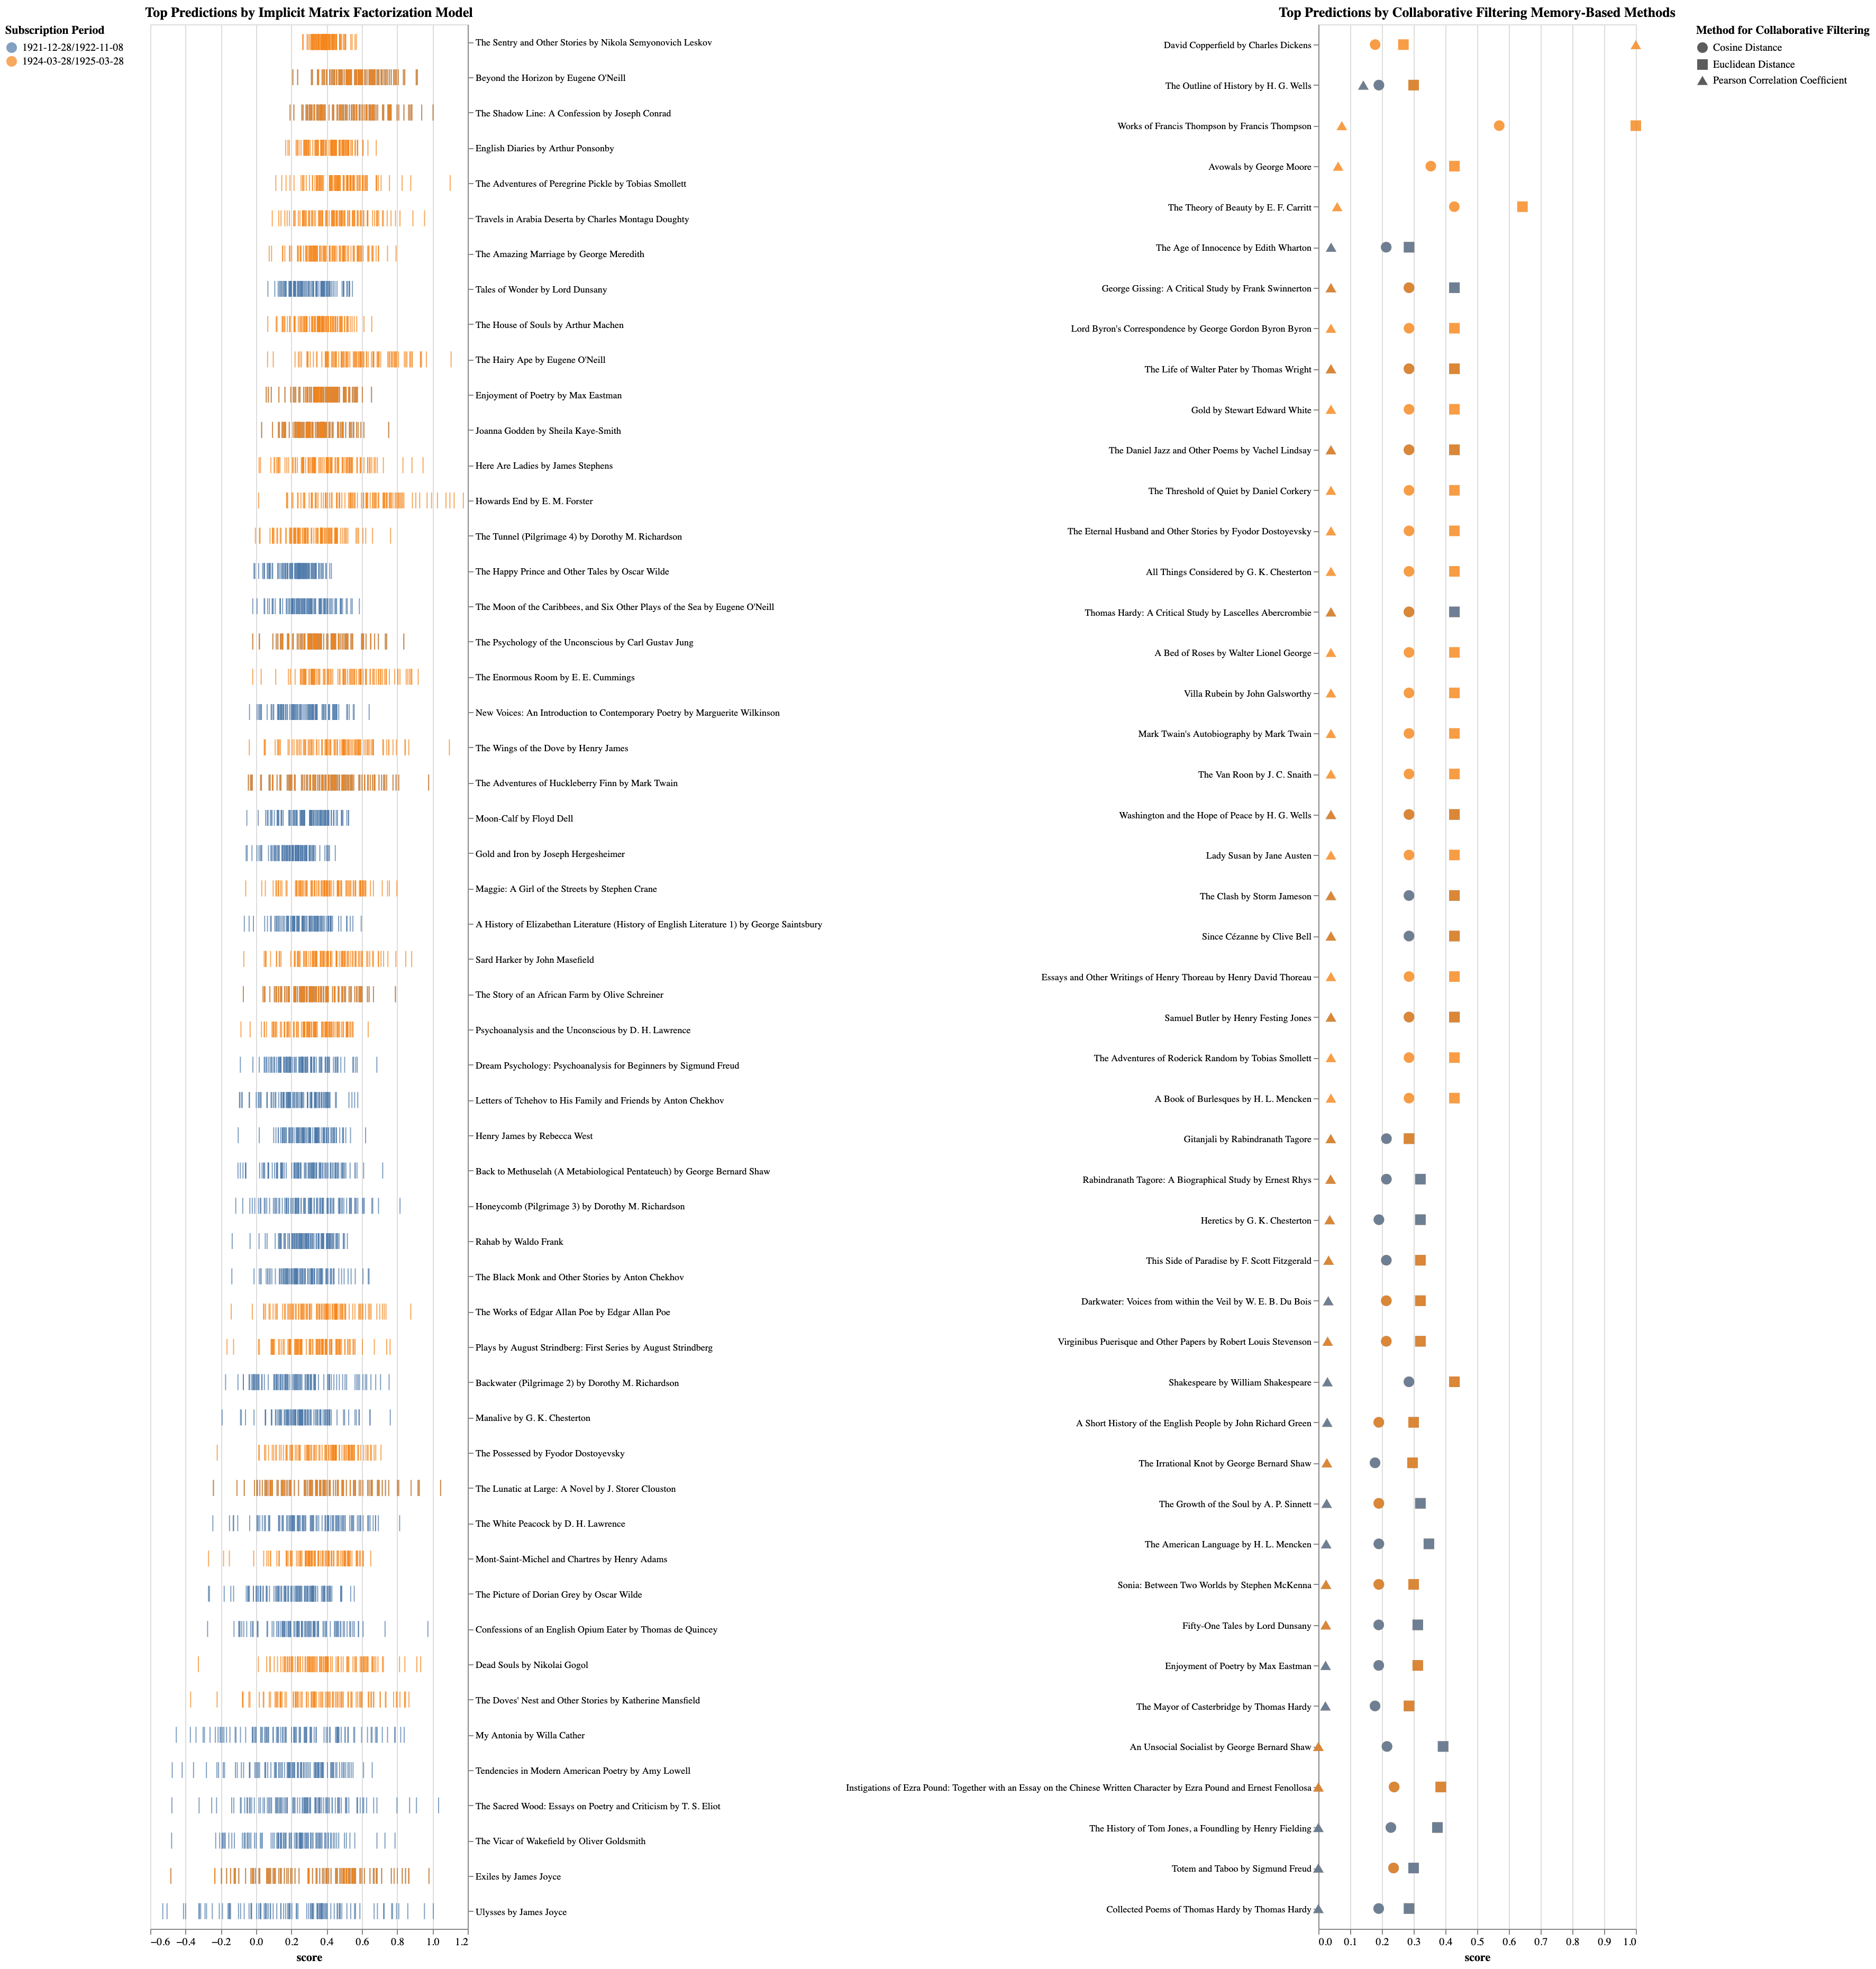 Top Predictions by Implicit Matrix Factorization Model
Subscription Period
1921-12-28/1922-11-08
1924-03-28/1925-03-28
The Sentry and Other Stories by Nikola Semyonovich Leskov
Beyond the Horizon by Eugene O'Neill
The Shadow Line: A Confession by Joseph Conrad
English Diaries by Arthur Ponsonby
The Adventures of Peregrine Pickle by Tobias Smollett
Travels in Arabia Deserta by Charles Montagu Doughty
The Amazing Marriage by George Meredith
Tales of Wonder by Lord Dunsany
The House of Souls by Arthur Machen
The Hairy Ape by Eugene O'Neill
Enjoyment of Poetry by Max Eastman
Joanna Godden by Sheila Kaye-Smith
Here Are Ladies by James Stephens
Howards End by E. M. Forster
The Tunnel (Pilgrimage 4) by Dorothy M. Richardson
The Happy Prince and Other Tales by Oscar Wilde
The Moon of the Caribbees, and Six Other Plays of the Sea by Eugene O'Neill
The Psychology of the Unconscious by Carl Gustav Jung
The Enormous Room by E. E. Cummings
New Voices: An Introduction to Contemporary Poetry by Marguerite Wilkinson
The Wings of the Dove by Henry James
The Adventures of Huckleberry Finn by Mark Twain
Moon-Calf by Floyd Dell
Gold and Iron by Joseph Hergesheimer
Maggie: A Girl of the Streets by Stephen Crane
A History of Elizabethan Literature (History of English Literature 1) by George Saintsbury
Sard Harker by John Masefield
The Story of an African Farm by Olive Schreiner
Psychoanalysis and the Unconscious by D. H. Lawrence
Dream Psychology: Psychoanalysis for Beginners by Sigmund Freud
Letters of Tchehov to His Family and Friends by Anton Chekhov
Henry James by Rebecca West
Back to Methuselah (A Metabiological Pentateuch) by George Bernard Shaw
Honeycomb (Pilgrimage 3) by Dorothy M. Richardson
Rahab by Waldo Frank
The Black Monk and Other Stories by Anton Chekhov
The Works of Edgar Allan Poe by Edgar Allan Poe
Plays by August Strindberg: First Series by August Strindberg
Backwater (Pilgrimage 2) by Dorothy M. Richardson
Manalive by G. K. Chesterton
The Possessed by Fyodor Dostoyevsky
The Lunatic at Large: A Novel by J. Storer Clouston
The White Peacock by D. H. Lawrence
Mont-Saint-Michel and Chartres by Henry Adams
The Picture of Dorian Grey by Oscar Wilde
Confessions of an English Opium Eater by Thomas de Quincey
Dead Souls by Nikolai Gogol
The Doves' Nest and Other Stories by Katherine Mansfield
My Antonia by Willa Cather
Tendencies in Modern American Poetry by Amy Lowell
The Sacred Wood: Essays on Poetry and Criticism by T. S. Eliot
The Vicar of Wakefield by Oliver Goldsmith
Exiles by James Joyce
Ulysses by James Joyce
−0.6 −0.4 −0.2 0.0 0.2 0.4 0.6 0.8 1.0 1.2
score
Top Predictions by Collaborative Filtering Memory-Based Methods
Method for Collaborative Filtering
Cosine Distance
Euclidean Distance
Pearson Correlation Coefficient
David Copperfield by Charles Dickens
The Outline of History by H. G. Wells
Works of Francis Thompson by Francis Thompson
Avowals by George Moore
The Theory of Beauty by E. F. Carritt
The Age of Innocence by Edith Wharton
George Gissing: A Critical Study by Frank Swinnerton
Lord Byron's Correspondence by George Gordon Byron Byron
The Life of Walter Pater by Thomas Wright
Gold by Stewart Edward White
The Daniel Jazz and Other Poems by Vachel Lindsay
The Threshold of Quiet by Daniel Corkery
The Eternal Husband and Other Stories by Fyodor Dostoyevsky
All Things Considered by G. K. Chesterton
Thomas Hardy: A Critical Study by Lascelles Abercrombie
A Bed of Roses by Walter Lionel George
Villa Rubein by John Galsworthy
Mark Twain's Autobiography by Mark Twain
The Van Roon by J. C. Snaith
Washington and the Hope of Peace by H. G. Wells
Lady Susan by Jane Austen
The Clash by Storm Jameson
Since Cézanne by Clive Bell
Essays and Other Writings of Henry Thoreau by Henry David Thoreau
Samuel Butler by Henry Festing Jones
The Adventures of Roderick Random by Tobias Smollett
A Book of Burlesques by H. L. Mencken
Gitanjali by Rabindranath Tagore
Rabindranath Tagore: A Biographical Study by Ernest Rhys
Heretics by G. K. Chesterton
This Side of Paradise by F. Scott Fitzgerald
Darkwater: Voices from within the Veil by W. E. B. Du Bois
Virginibus Puerisque and Other Papers by Robert Louis Stevenson
Shakespeare by William Shakespeare
A Short History of the English People by John Richard Green
The Irrational Knot by George Bernard Shaw
The Growth of the Soul by A. P. Sinnett
The American Language by H. L. Mencken
Sonia: Between Two Worlds by Stephen McKenna
Fifty-One Tales by Lord Dunsany
Enjoyment of Poetry by Max Eastman
The Mayor of Casterbridge by Thomas Hardy
An Unsocial Socialist by George Bernard Shaw
Instigations of Ezra Pound: Together with an Essay on the Chinese Written Character by Ezra Pound and Ernest Fenollosa
The History of Tom Jones, a Foundling by Henry Fielding
Totem and Taboo by Sigmund Freud
Collected Poems of Thomas Hardy by Thomas Hardy
0.0 0.1 0.2 0.3 0.4 0.5 0.6 0.7 0.8 0.9 1.0
score